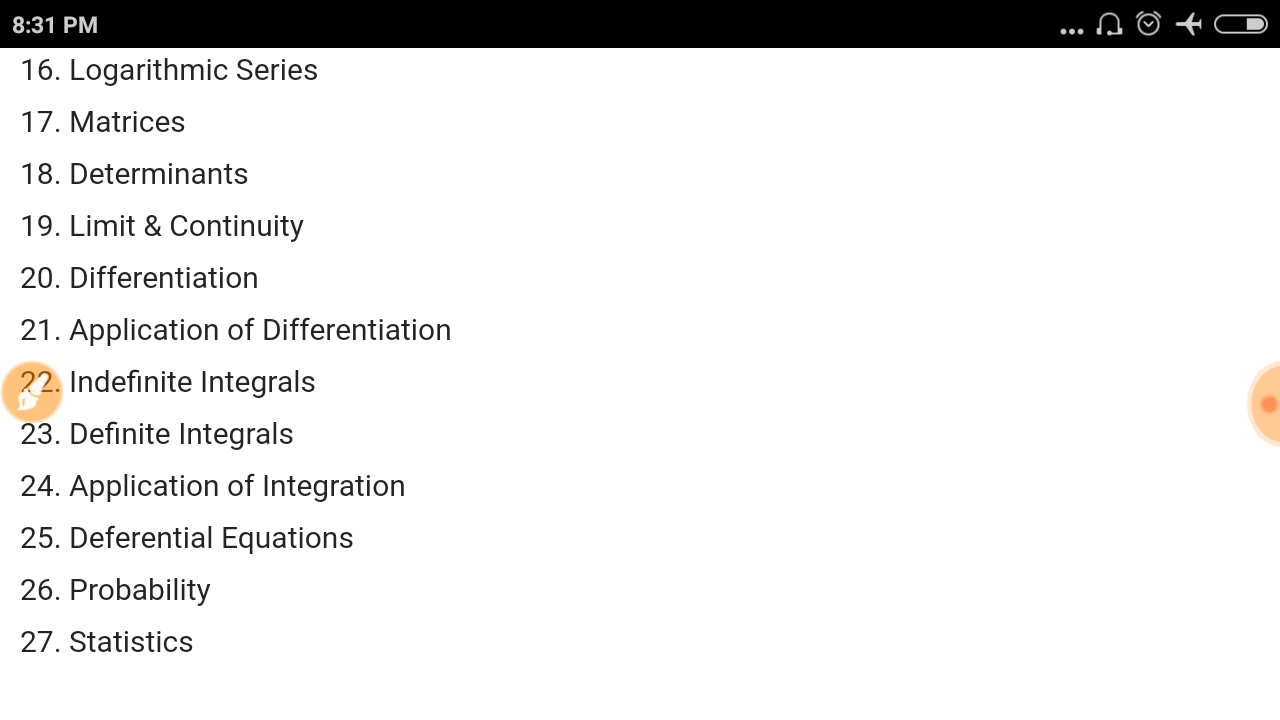 8:31 PM
16. Logarithmic Series
17. Matrices
18. Determinants
19. Limit & Continuity
20. Differentiation
21. Application of Differentiation
22. Indefinite Integrals
23. Definite Integrals
24. Application of Integration
25. Deferential Equations
26. Probability
27. Statistics